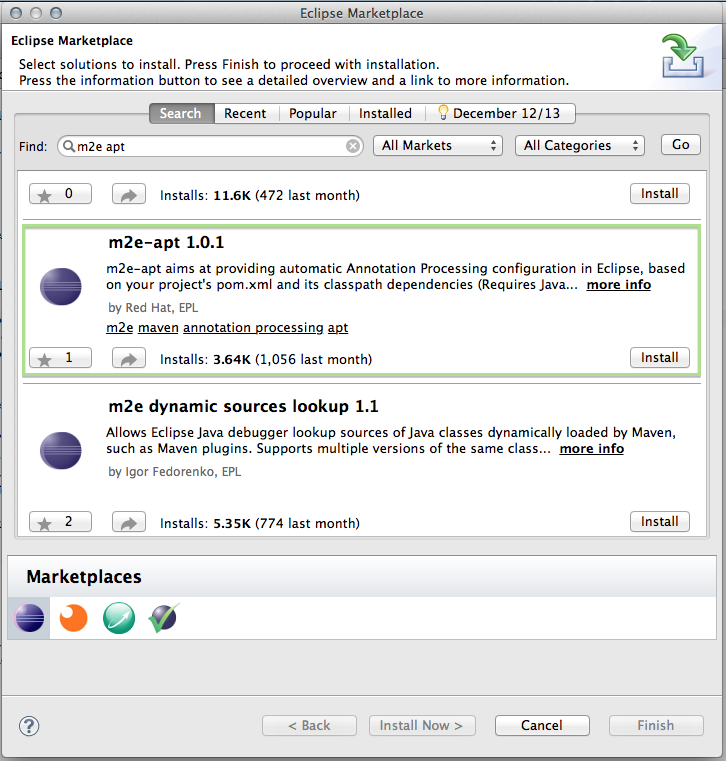 Eclipse Marketplace
Eclipse Marketplace
Select solutions to install. Press Finish to proceed with installation.
Press the information button to see a detailed overview and a link to more information.
Search Recent Popular Installed December 12/13
Find: m2e apt All Markets All Categories Go
0 Installs: 11.6K (472 last month) Install
m2e-apt 1.0.1
m2e-apt aims at providing automatic Annotation Processing configuration in Eclipse, based
on your project's pom.xml and its classpath dependencies (Requires Java... more info
by Red Hat, EPL
m2e maven annotation processing apt
1 Installs: 3.64K (1,056 last month) Install
m2e dynamic sources lookup 1.1
Allows Eclipse Java debugger lookup sources of Java classes dynamically loaded by Maven,
such as Maven plugins. Supports multiple versions of the same class... more info
by Igor Fedorenko, EPL
2 Installs: 5.35K (774 last month) Install
Marketplaces
? < Back Install Now > Cancel Finish